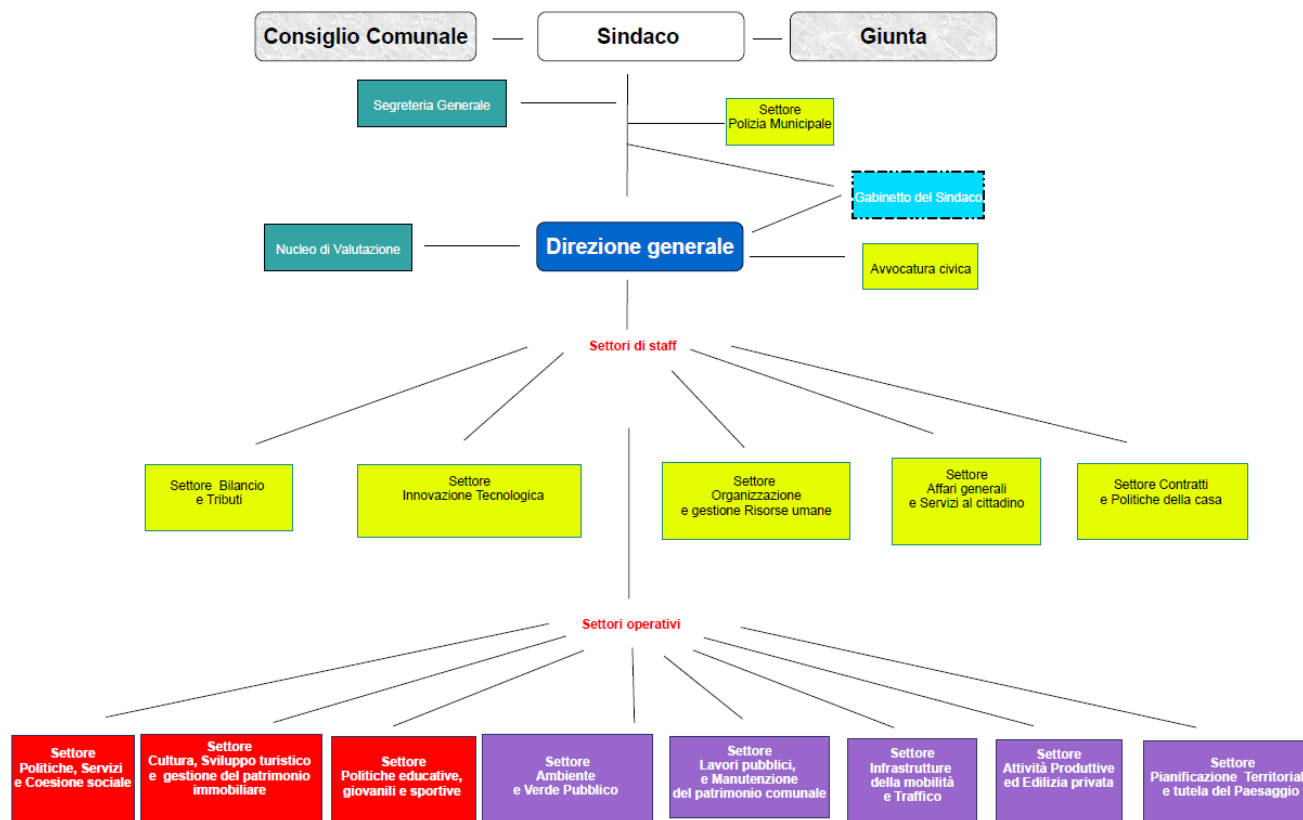 Consiglio Comunale
Sindaco
Giunta
Segreteria Generale
Settore
Polizia Municipale
Gabinetto del Sindaco
Nucleo di Valutazione
Direzione generale
Avvocatura civica
Settori di staff
Settore Bilancio
e Tributi
Settore
Innovazione Tecnologica
Settore
Organizzazione
e gestione Risorse umane
Settore
Affari generali
e Servizi al cittadino
Settore Contratti
e Politiche della casa
Settori operativi
Settore
Politiche, Servizi
e Coesione sociale
Settore
Cultura, Sviluppo turistico
e gestione del patrimonio
immobiliare
Settore
Politiche educative,
giovanili e sportive
Settore
Ambiente
e Verde Pubblico
Settore
Lavori pubblici,
e Manutenzione
del patrimonio comunale
Settore
Infrastrutture
della mobilità
e Traffico
Settore
Attività Produttive
ed Edilizia privata
Settore
Pianificazione Territorial
e tutela del Paesaggio